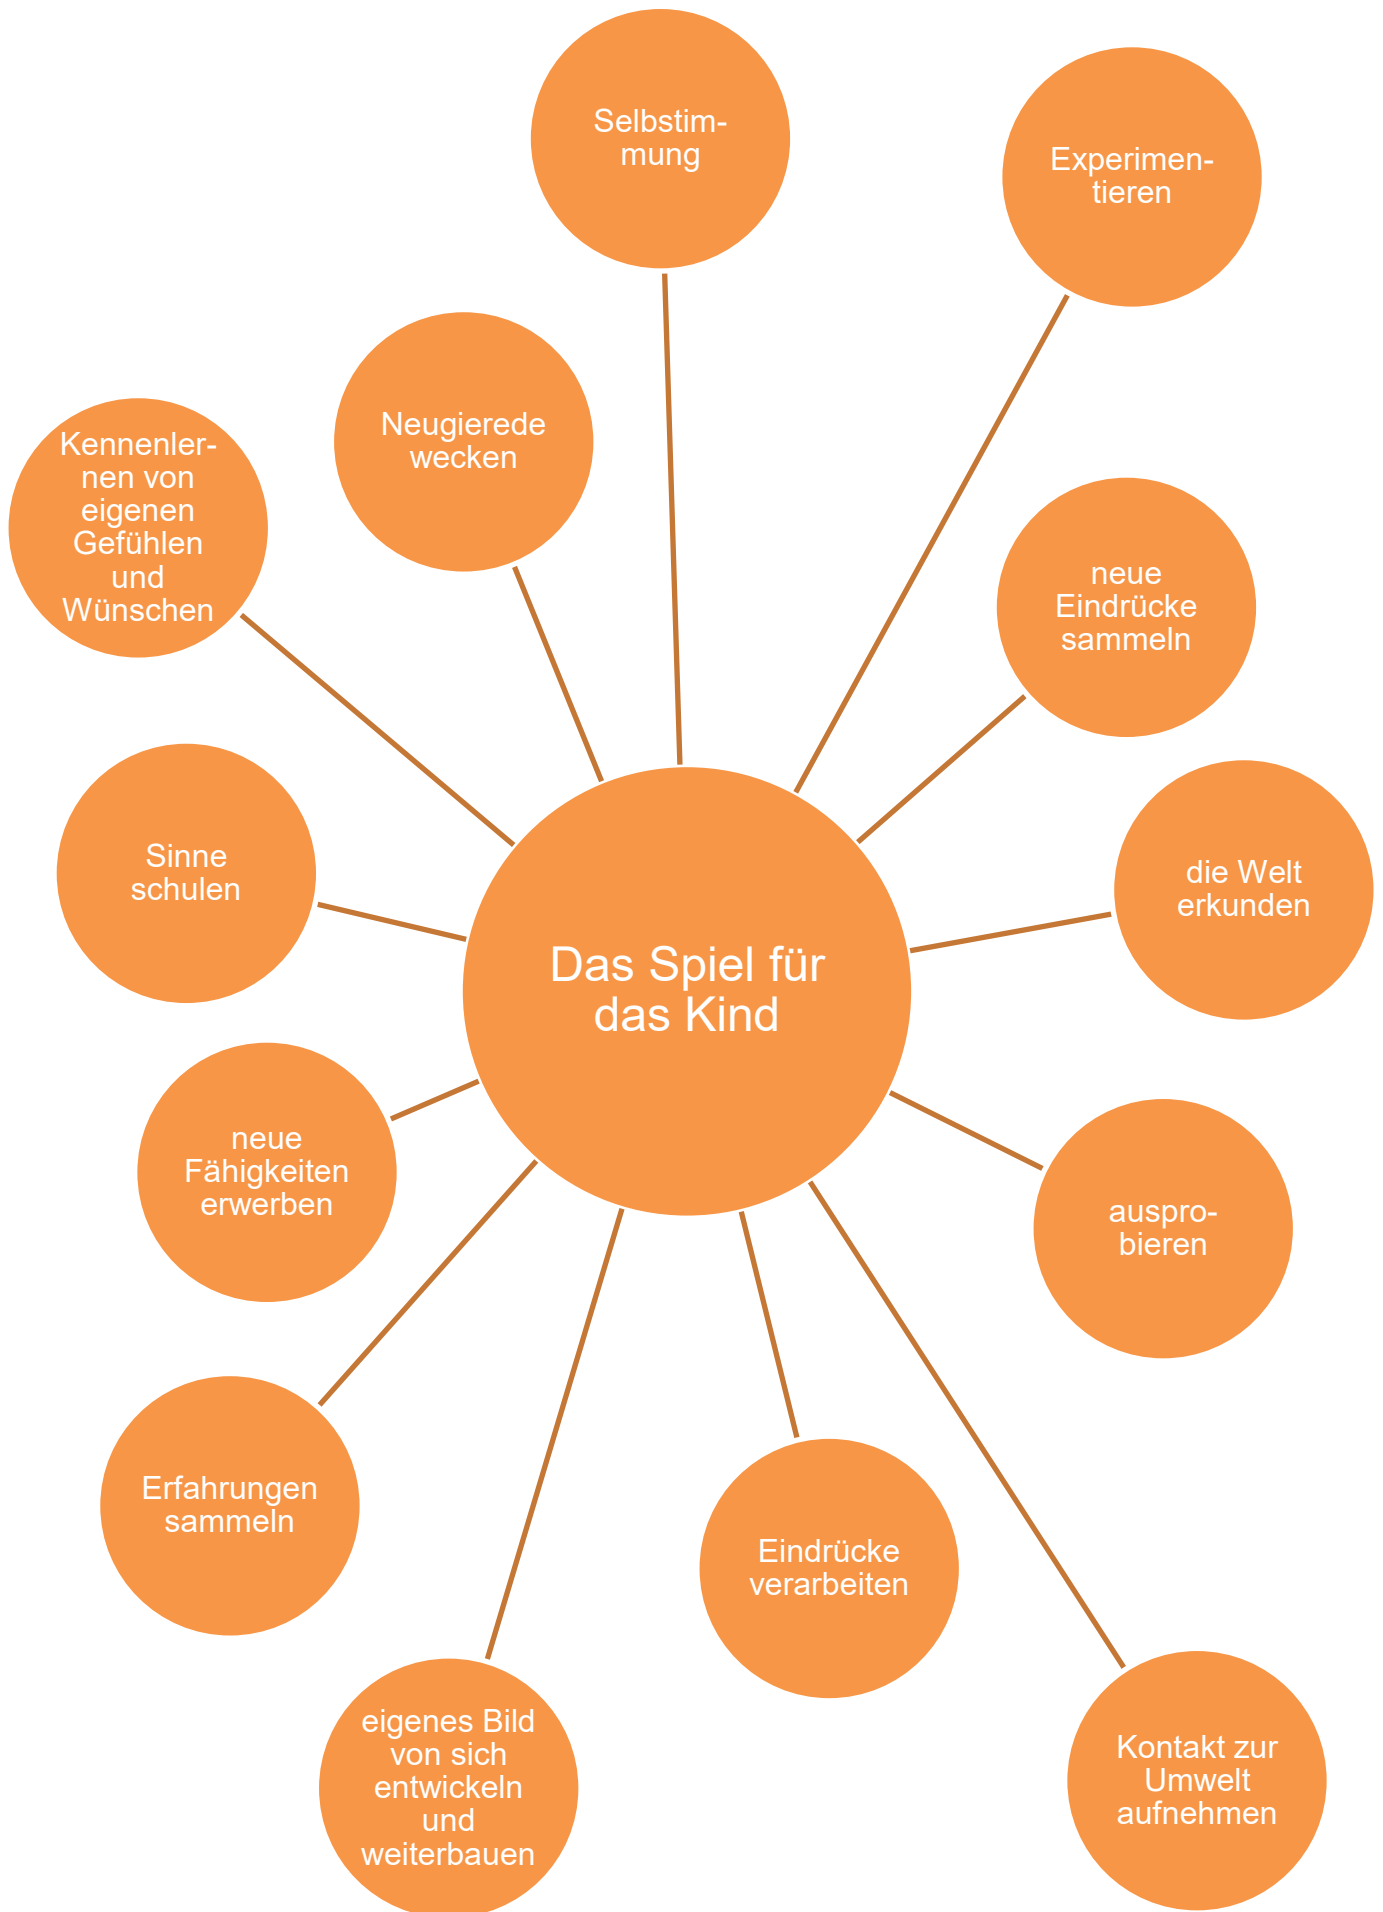 Selbstim-
mung
Experimen-
tieren
Neugierede
wecken
Kennenler-
nen von
eigenen
Gefühlen
und
Wünschen
neue
Eindrücke
sammeln
Sinne
schulen
die Welt
erkunden
Das Spiel für
das Kind
neue
Fähigkeiten
erwerben
auspro-
bieren
Erfahrungen
sammeln
Eindrücke
verarbeiten
eigenes Bild
von sich
entwickeln
und
weiterbauen
Kontakt zur
Umwelt
aufnehmen